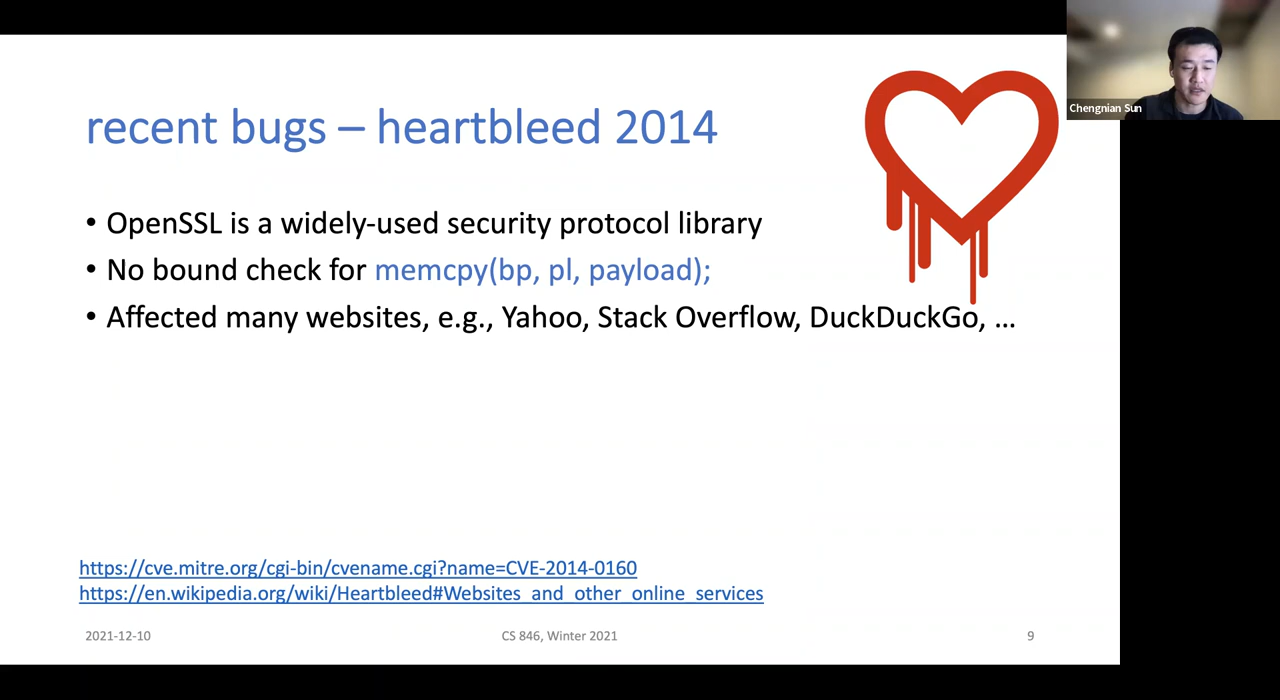 Chengnian Sun
recent bugs – heartbleed 2014
• OpenSSL is a widely-used security protocol library
• No bound check for memcpy(bp, pl, payload);
• Affected many websites, e.g., Yahoo, Stack Overflow, DuckDuckGo, …
https://cve.mitre.org/cgi-bin/cvename.cgi?name=CVE-2014-0160
https://en.wikipedia.org/wiki/Heartbleed#Websites_and_other_online_services
2021-12-10
CS 846, Winter 2021
9